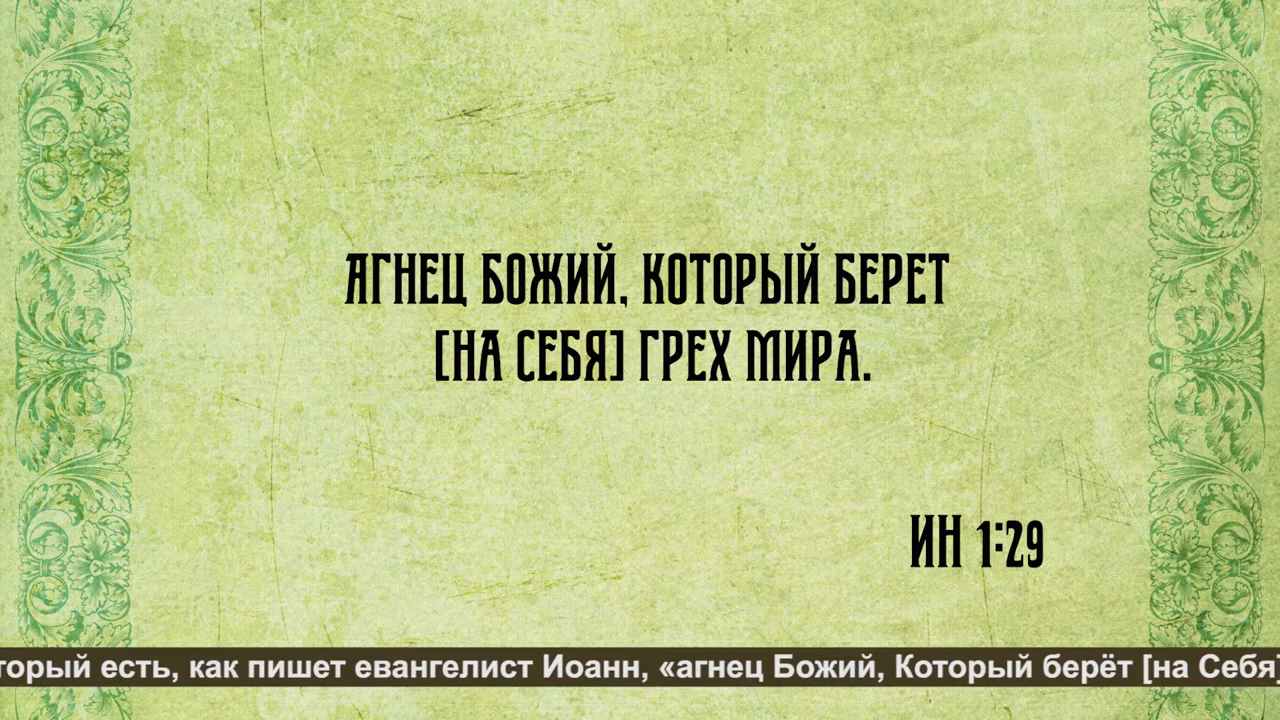 АГНЕЦ БОЖИЙ, КОТОРЫЙ БЕРЕТ
[НА СЕБЯ] ГРЕХ МИРА.
ИН 1:29
торый есть, как пишет евангелист Иоанн, «агнец Божий, Который берёт [на Себя]